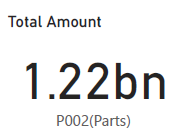 Total Amount
1.22bn
P002(Parts)